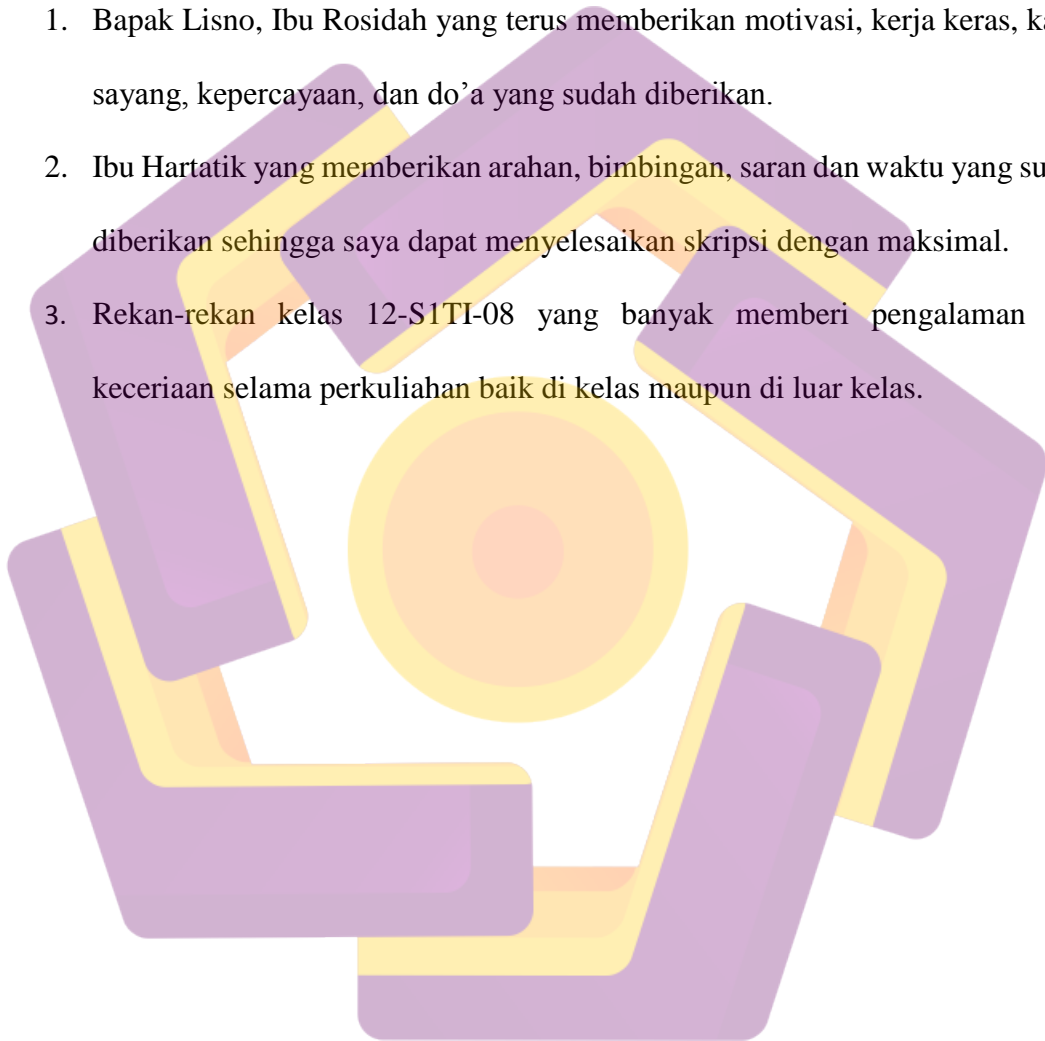 1. Bapak Lisno, Ibu Rosidah yang terus memberikan motivasi, kerja keras,
sayang, kepercayaan, dan do’a yang sudah diberikan.
2. Ibu Hartatik yang memberikan arahan, bimbingan, saran dan waktu yang
diberikan sehingga saya dapat menyelesaikan skripsi dengan maksimal.
3. Rekan-rekan kelas 12-S1TI-08 yang banyak memberi pengalaman
keceriaan selama perkuliahan baik di kelas maupun di luar kelas.